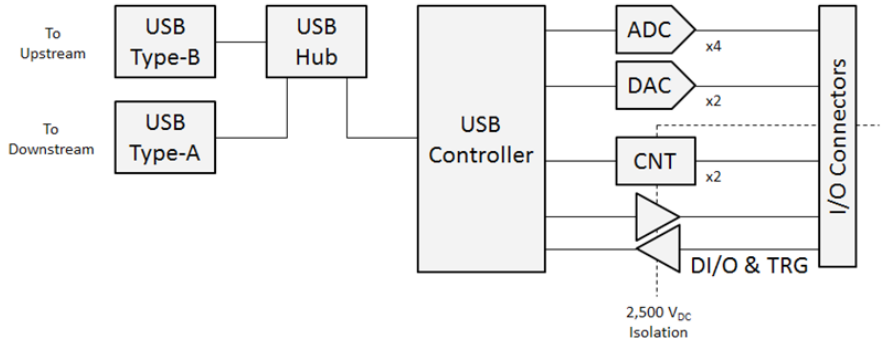 To
Upstream
USB
Type-B
USB
Hub
To
Downstream
USB
Type-A
USB
Controller
ADC
x4
DAC
x2
CNT
x2
DI/O & TRG
I/O Connectors
2,500 VDC
Isolation